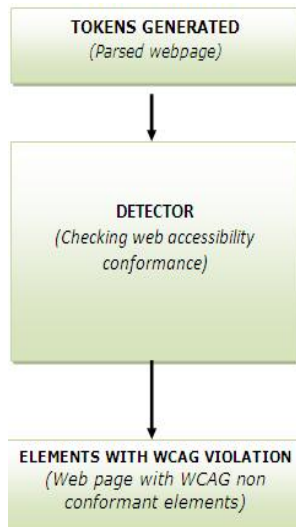 TOKENS GENERATED
(Parsed webpage)
DETECTOR
(Checking web accessibility
conformance)
ELEMENTS WITH WCAG VIOLATION
(Web page with WCAG non
conformant elements)